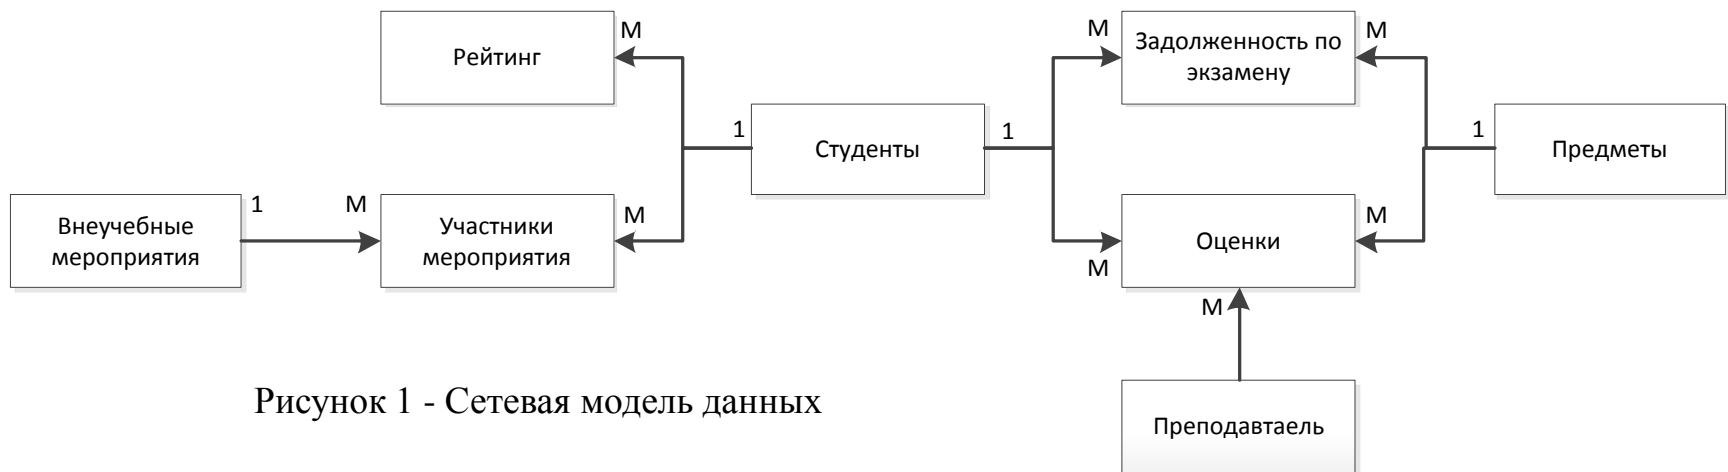 Рейтинг
М
М
Задолженность по
экзамену
М
1
Студенты
1
1
Предметы
Внеучебные
мероприятия
1
М
Участники
мероприятия
М
М
Оценки
М
М
Рисунок 1 - Сетевая модель данных
Преподавтаель